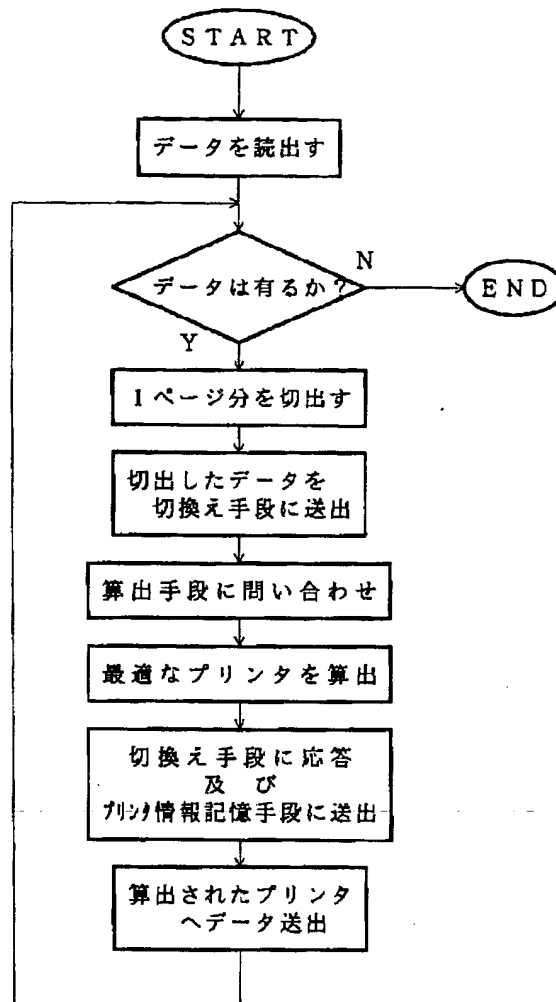 START
データを読出す
データは有るか?
N
END
Y
1ページ分を切出す
切出したデータを
切換え手段に送出
算出手段に問い合わせ
最適なプリンタを算出
切換え手段に応答
及び
プリンタ情報記憶手段に送出
算出されたプリンタ
へデータ送出